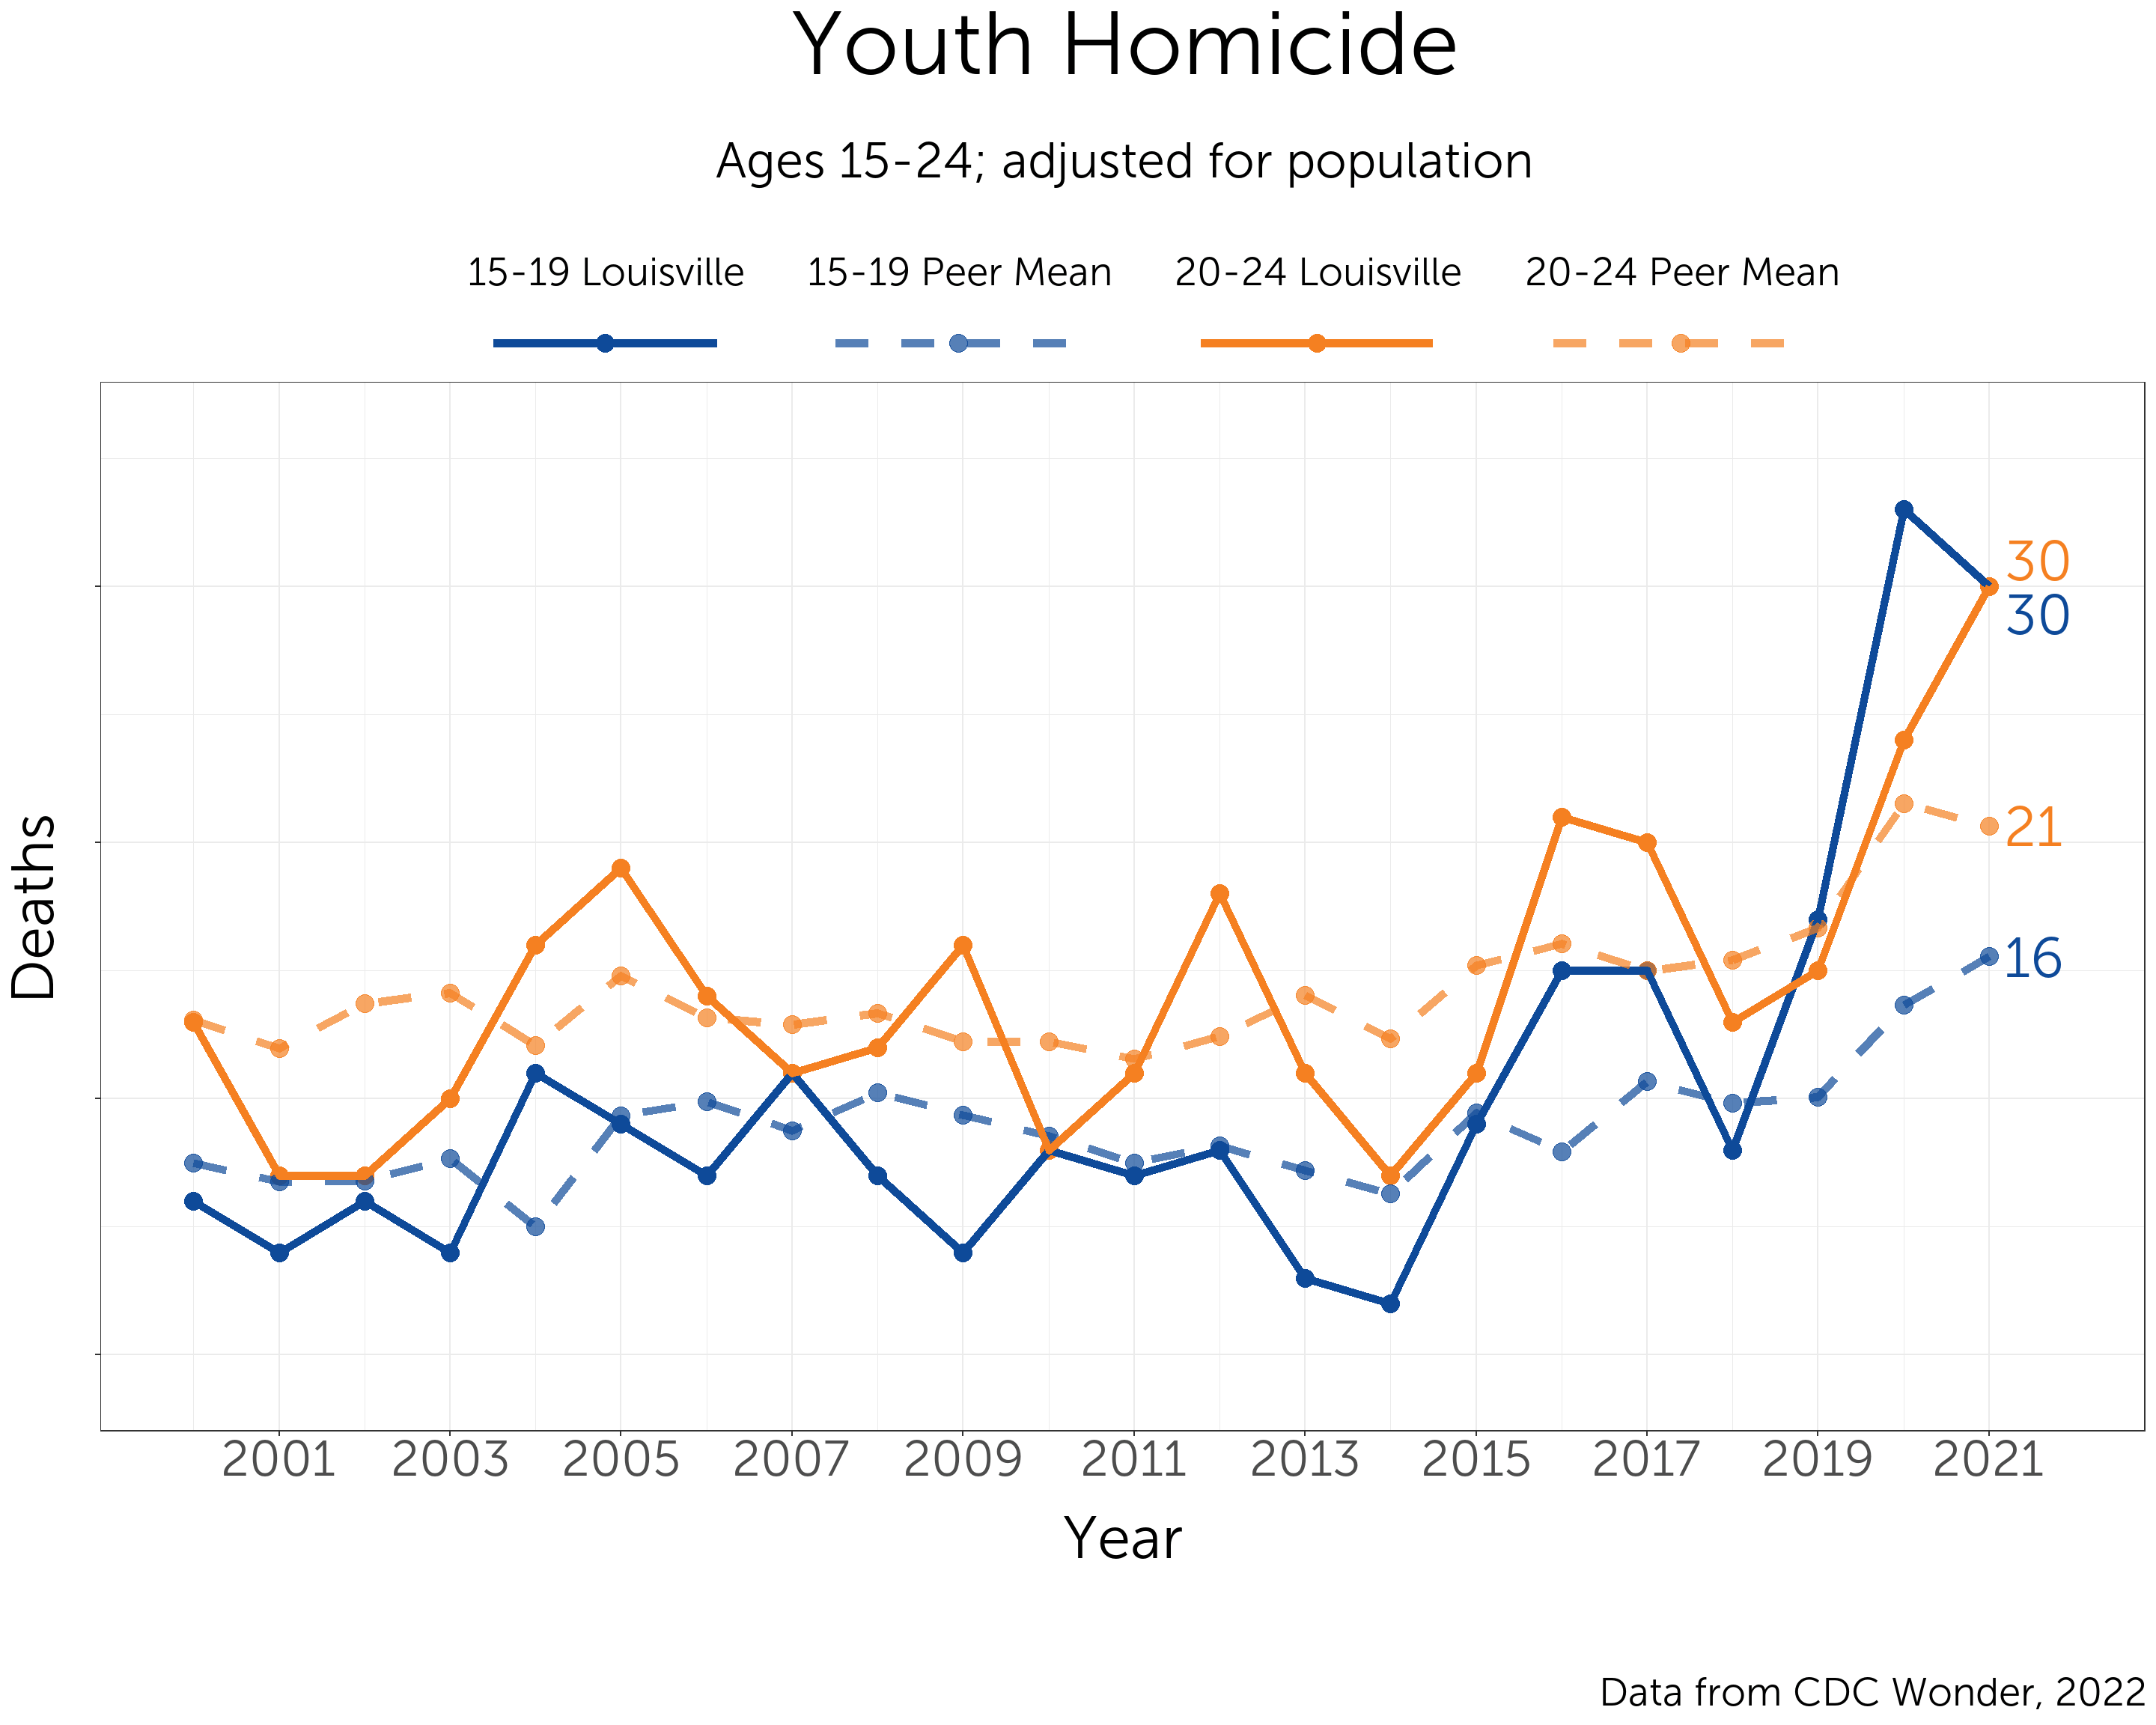 Youth Homicide
Ages 15-24; adjusted for population
15-19 Louisville 15-19 Peer Mean 20-24 Louisville 20-24 Peer Mean
Deaths
30
30
21
16
2001 2003 2005 2007 2009 2011 2013 2015 2017 2019 2021
Year
Data from CDC Wonder, 2022